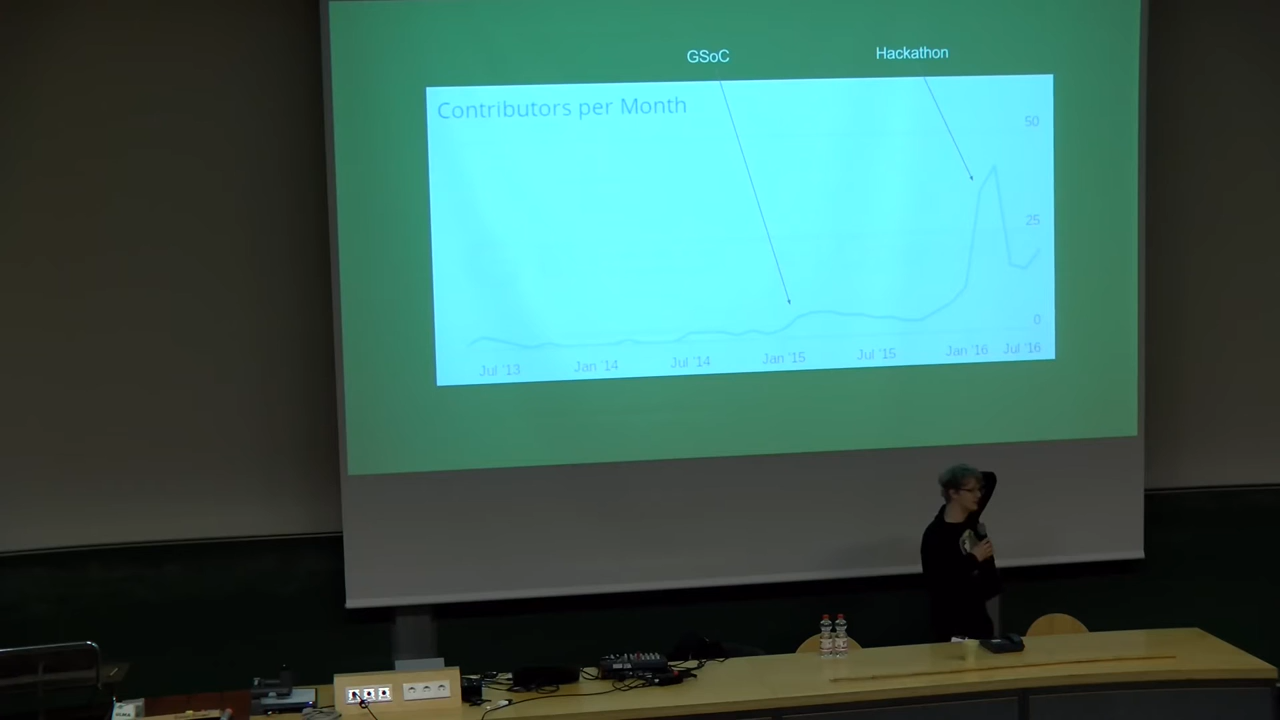 GSoC
Hackathon
Contributors per Month
50
25
0
Jul '13
Jan '14
Jul '14
Jan '15
Jul '15
Jan '16
Jul '16